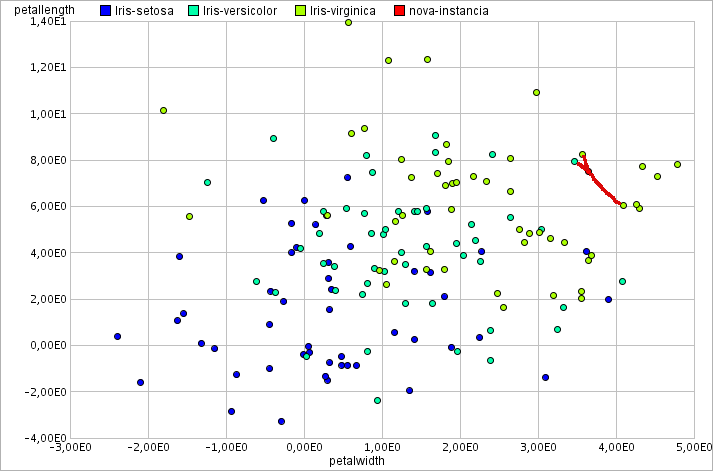 petallength
Iris-setosa Iris-versicolor Iris-virginica nova-instancia
1,40E1
1,20E1
1,00E1
8,00E0
6,00E0
4,00E0
2,00E0
0,00E0
-2,00E0
-4,00E0
-3,00E0 -2,00E0 -1,00E0 0,00E0 1,00E0 2,00E0 3,00E0 4,00E0 5,00E0
petalwidth